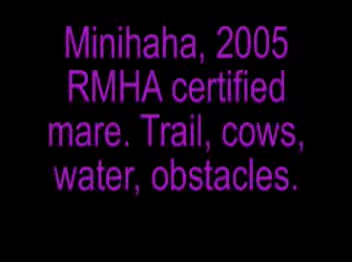 Minihaha, 2005
RMHA certified
mare. Trail, cows,
water, obstacles.